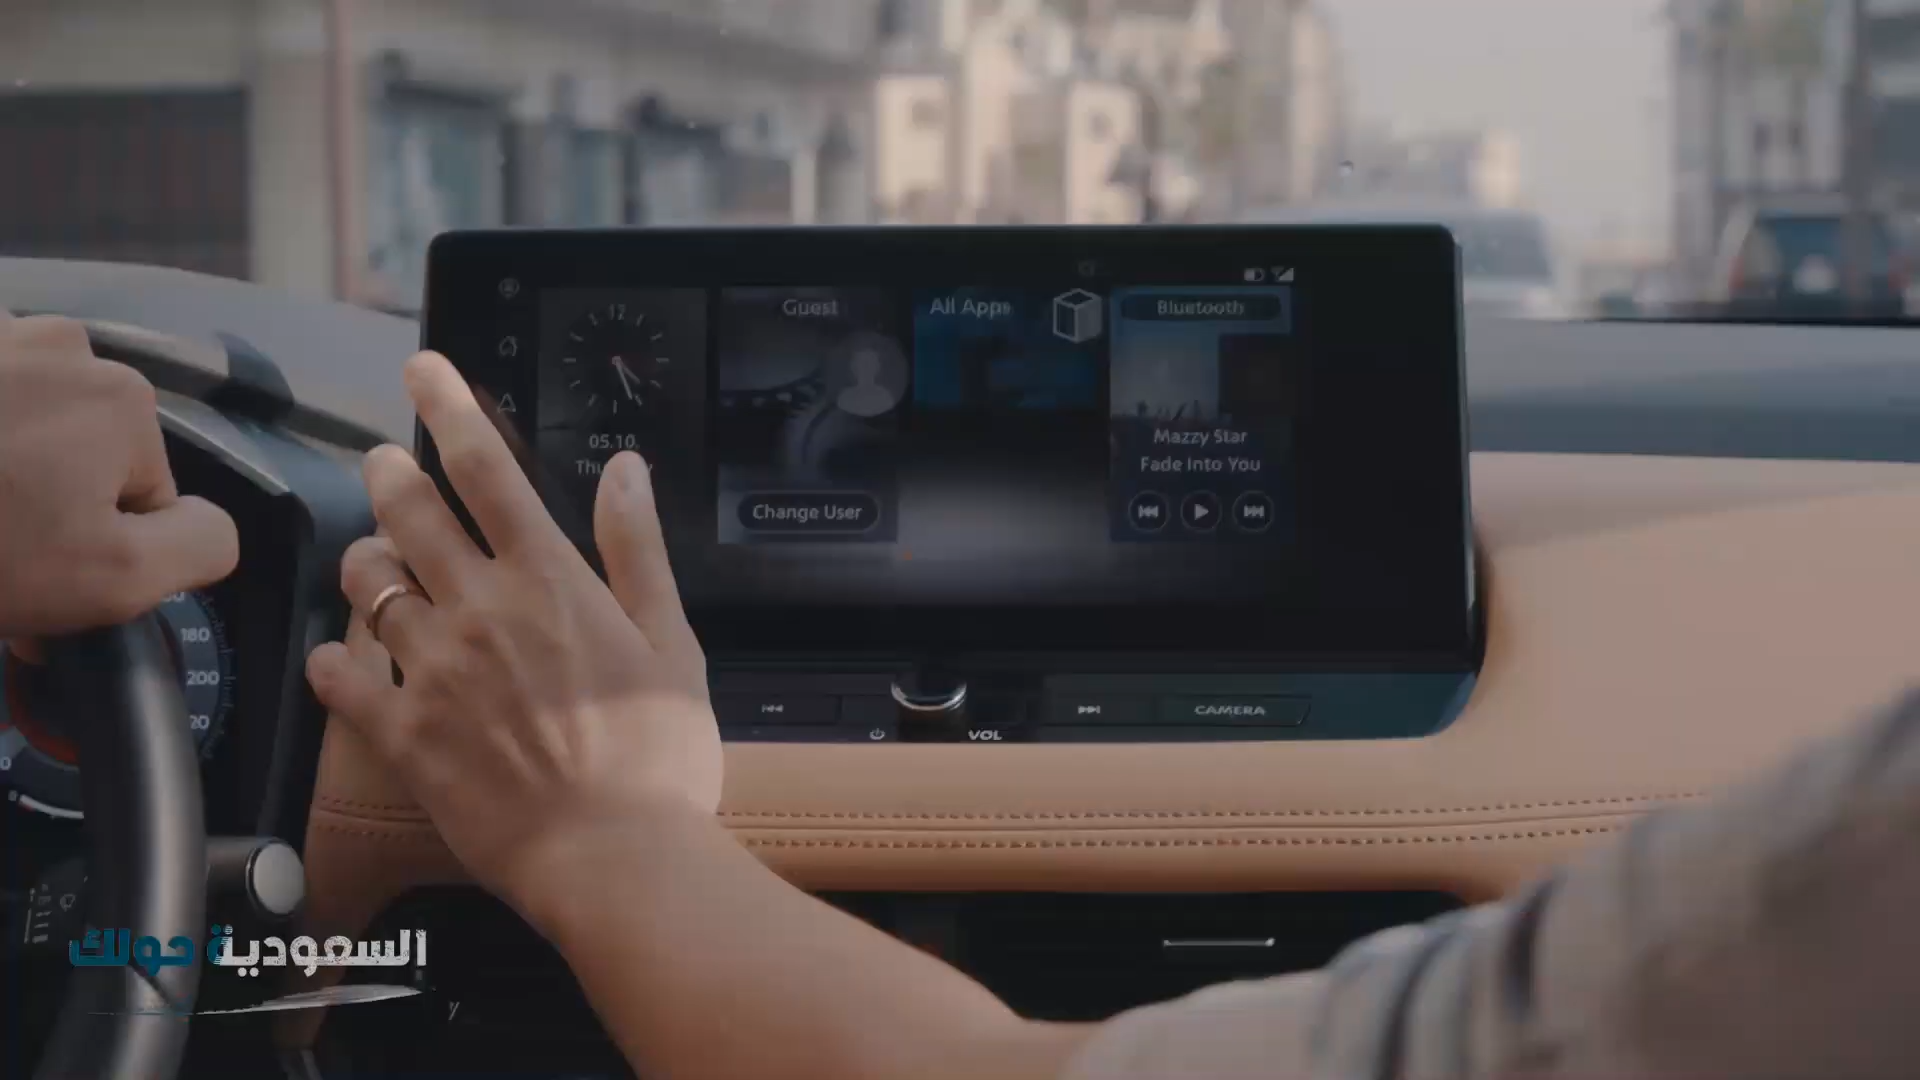 12
Guest
All Apps
Bluetooth
05.10.
Mazzy Star
Fade Into You
Change User
180
200
CAMERA
VOL
السعودية حولك